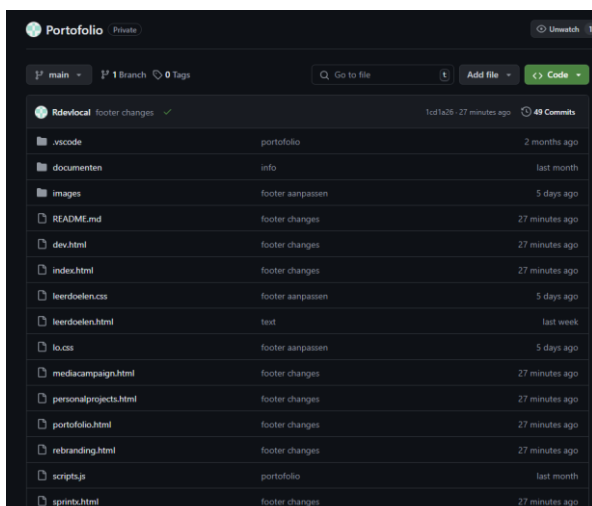 Portofolio Private Unwatch 1
main 1 Branch 0 Tags Go to file t Add file Code
Rdevlocal footer changes 1cd1a26 · 27 minutes ago 49 Commits
.vscode portofolio 2 months ago
documenten info last month
images footer aanpassen 5 days ago
README.md footer changes 27 minutes ago
dev.html footer changes 27 minutes ago
index.html footer changes 27 minutes ago
leerdoelen.css footer aanpassen 5 days ago
leerdoelen.html text last week
lo.css footer aanpassen 5 days ago
mediacampaign.html footer changes 27 minutes ago
personalprojects.html footer changes 27 minutes ago
portofolio.html footer changes 27 minutes ago
rebranding.html footer changes 27 minutes ago
scripts.js portofolio last month
sprintx.html footer changes 27 minutes ago